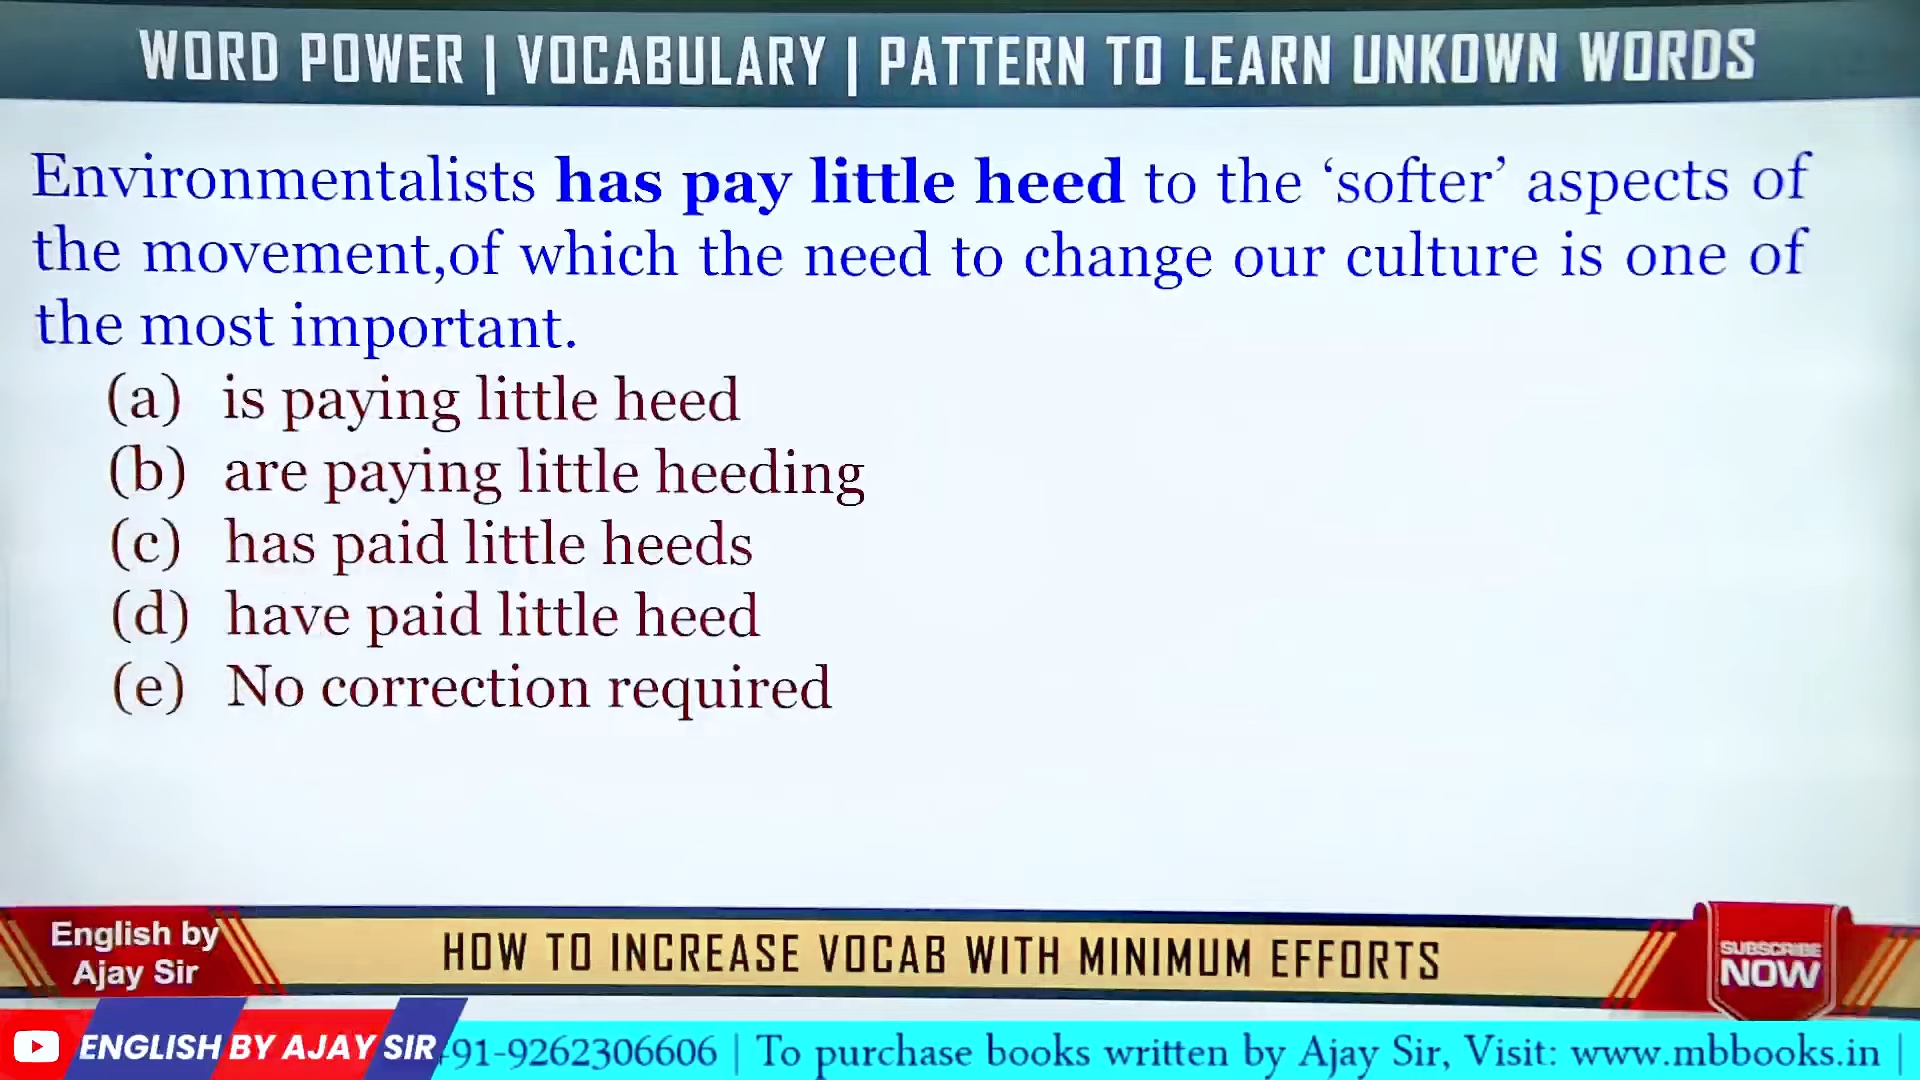 WORD POWER | VOCABULARY | PATTERN TO LEARN UNKOWN WORDS
Environmentalists has pay little heed to the ‘softer’ aspects of
the movement,of which the need to change our culture is one of
the most important.
(a) is paying little heed
(b) are paying little heeding
(c) has paid little heeds
(d) have paid little heed
(e) No correction required
English by
Ajay Sir
HOW TO INCREASE VOCAB WITH MINIMUM EFFORTS
SUBSCRIBE
NOW
ENGLISH BY AJAY SIR
91-9262306606 | To purchase books written by Ajay Sir, Visit: www.mbbooks.in |